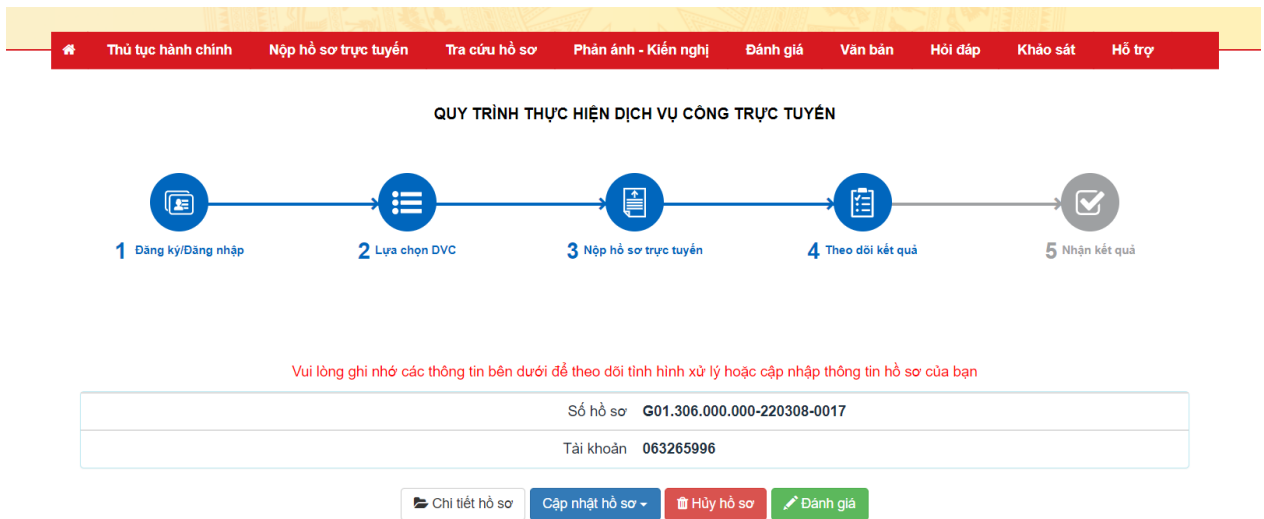 Thủ tục hành chính Nộp hồ sơ trực tuyến Tra cứu hồ sơ Phản ánh - Kiến nghị Đánh giá Văn bản Hỏi đáp Khảo sát Hỗ trợ
QUY TRÌNH THỰC HIỆN DỊCH VỤ CÔNG TRỰC TUYẾN
1 Đăng ký/Đăng nhập 2 Lựa chọn DVC 3 Nộp hồ sơ trực tuyến 4 Theo dõi kết quả 5 Nhận kết quả
Vui lòng ghi nhớ các thông tin bên dưới để theo dõi tình hình xử lý hoặc cập nhập thông tin hồ sơ của bạn
Số hồ sơ G01.306.000.000-220308-0017
Tài khoản 063265996
Chi tiết hồ sơ Cập nhật hồ sơ Hủy hồ sơ Đánh giá